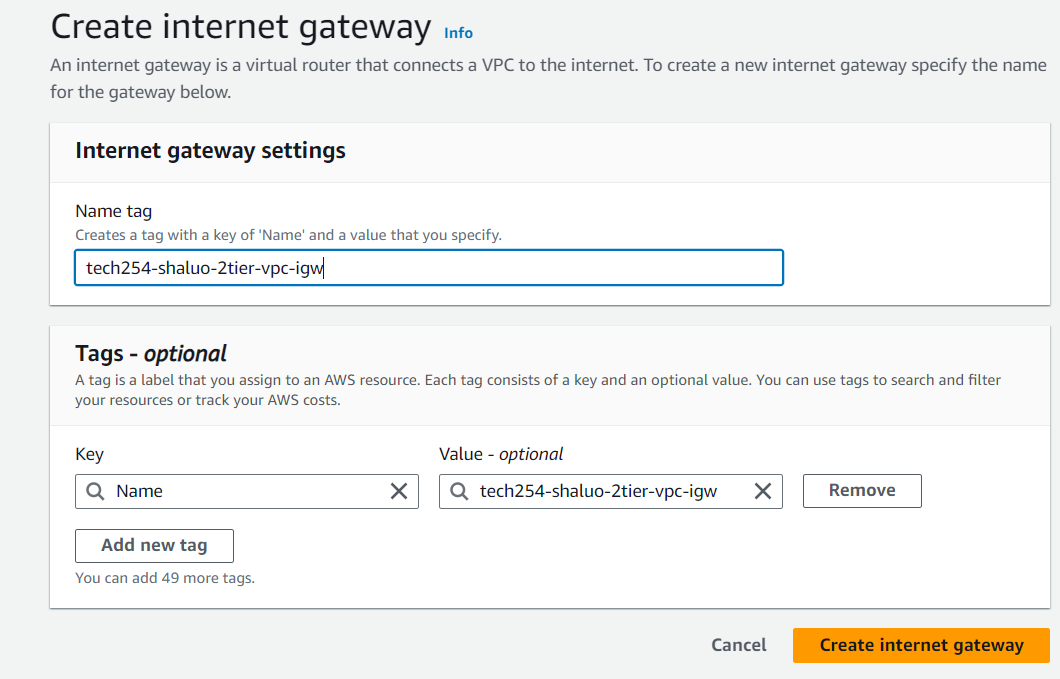 Create internet gateway Info
An internet gateway is a virtual router that connects a VPC to the internet. To create a new internet gateway specify the name
for the gateway below.
Internet gateway settings
Name tag
Creates a tag with a key of 'Name' and a value that you specify.
tech254-shaluo-2tier-vpc-igw
Tags - optional
A tag is a label that you assign to an AWS resource. Each tag consists of a key and an optional value. You can use tags to search and filter
your resources or track your AWS costs.
Key
Value - optional
Name
tech254-shaluo-2tier-vpc-igw
Remove
Add new tag
You can add 49 more tags.
Cancel
Create internet gateway